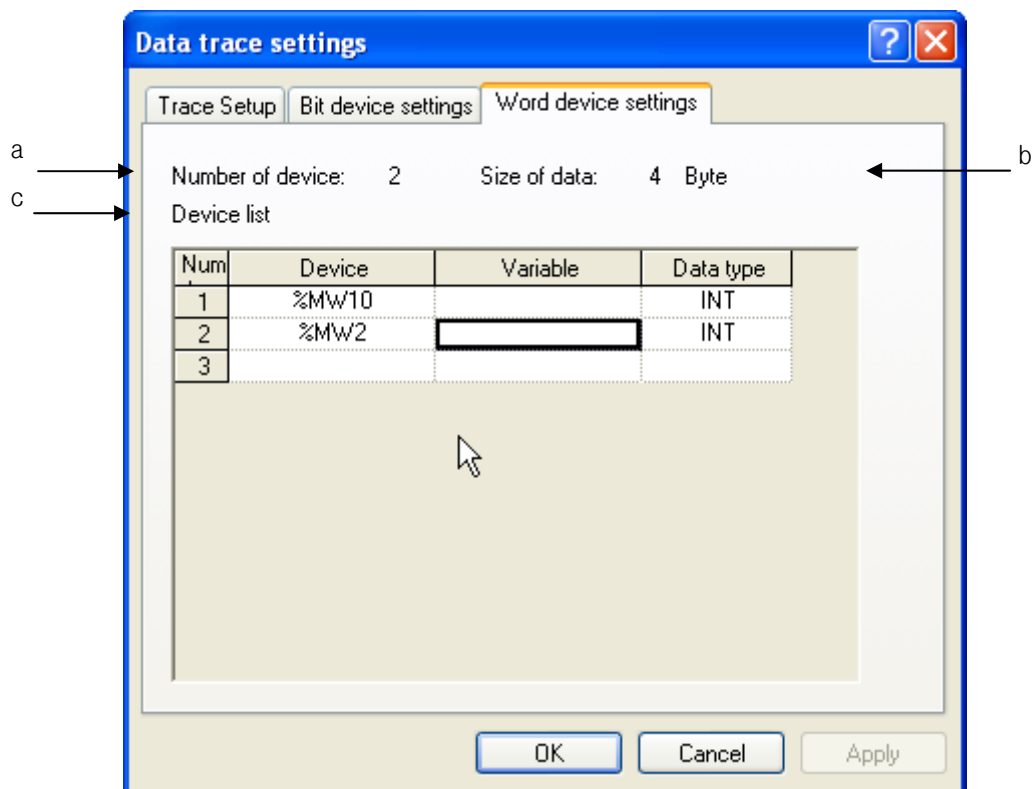 Data trace settings
Trace Setup Bit device settings Word device settings
a
b
Number of device: 2 Size of data: 4 Byte
c
Device list
Num Device Variable Data type
1 %MW10 INT
2 %MW2 INT
3
OK Cancel Apply